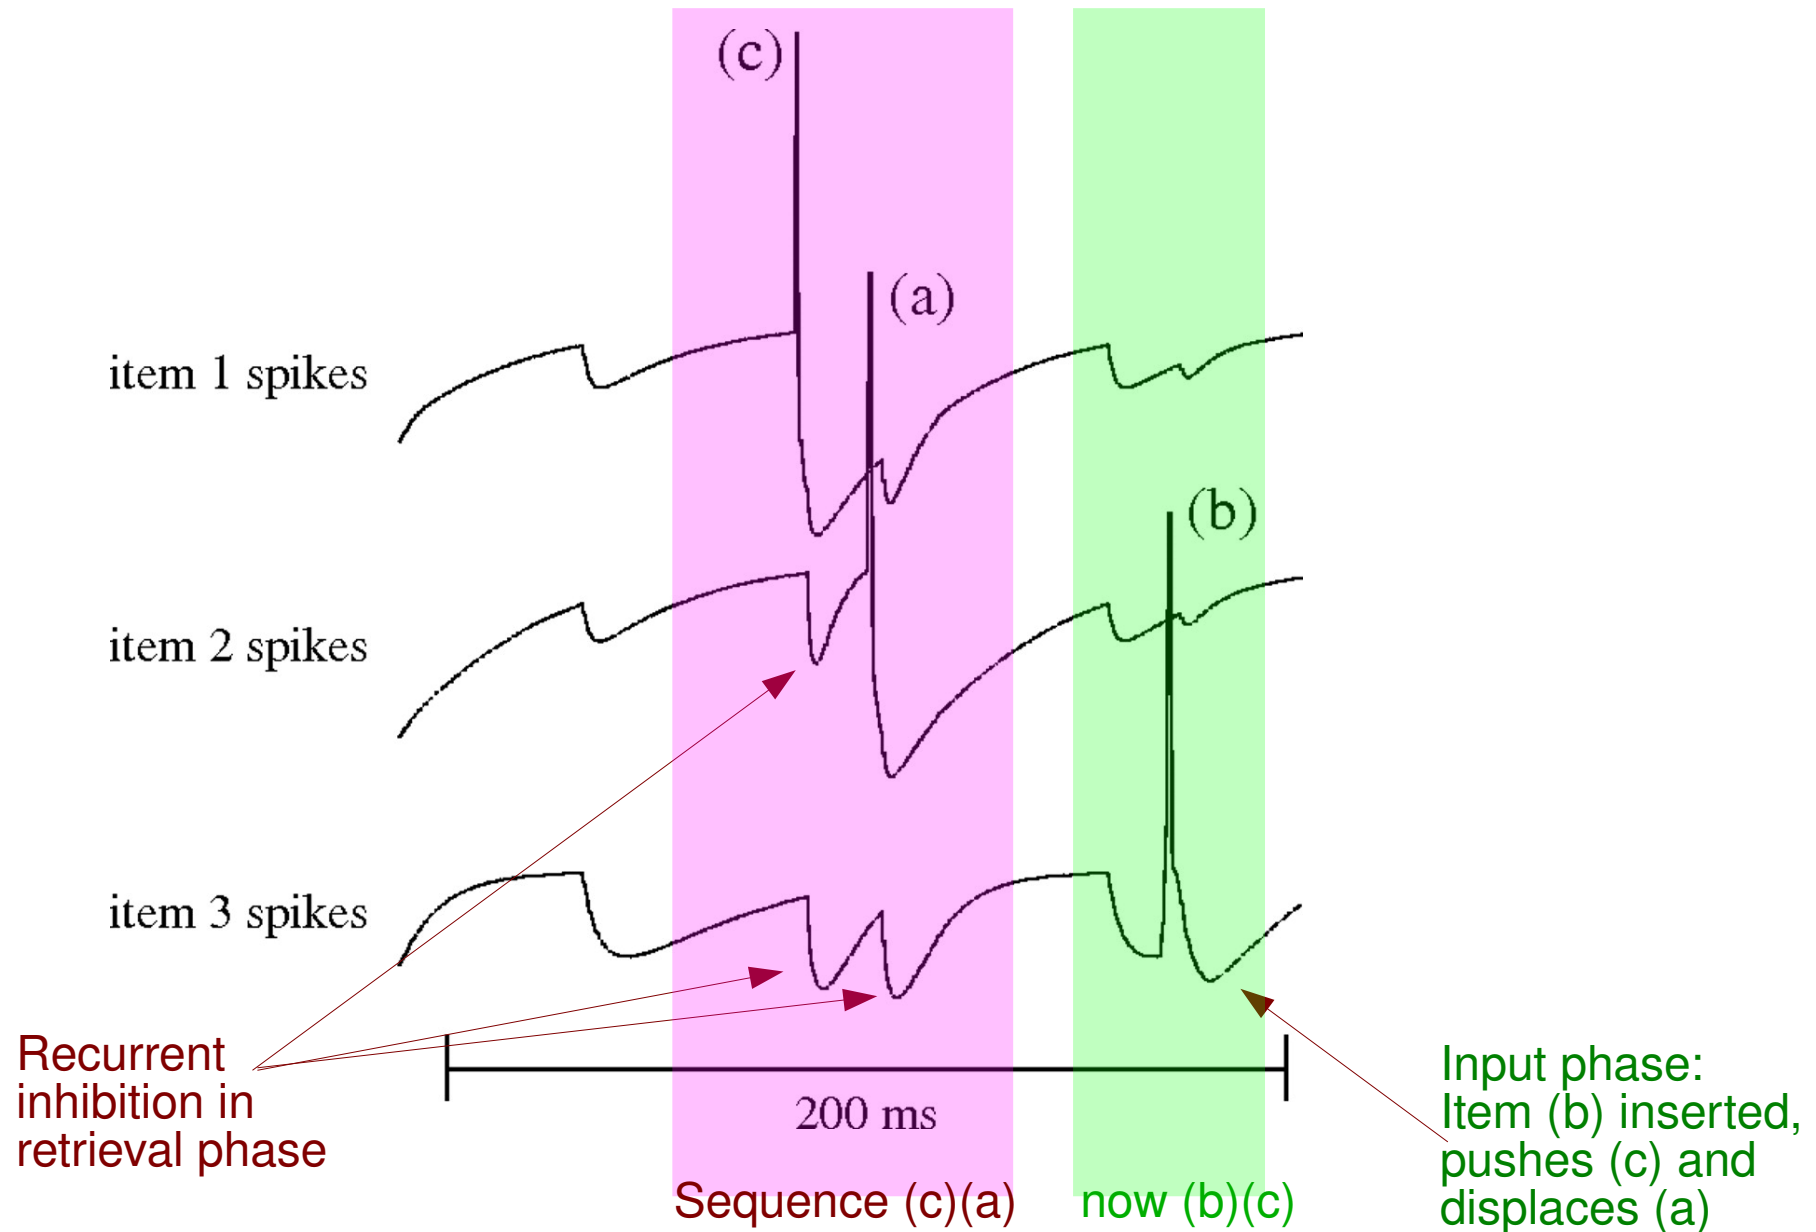 (c)
(a)
item 1 spikes
(b)
item 2 spikes
item 3 spikes
Recurrent
inhibition in
retrieval phase
200 ms
Input phase:
Item (b) inserted,
pushes (c) and
displaces (a)
Sequence (c)(a)
now (b)(c)